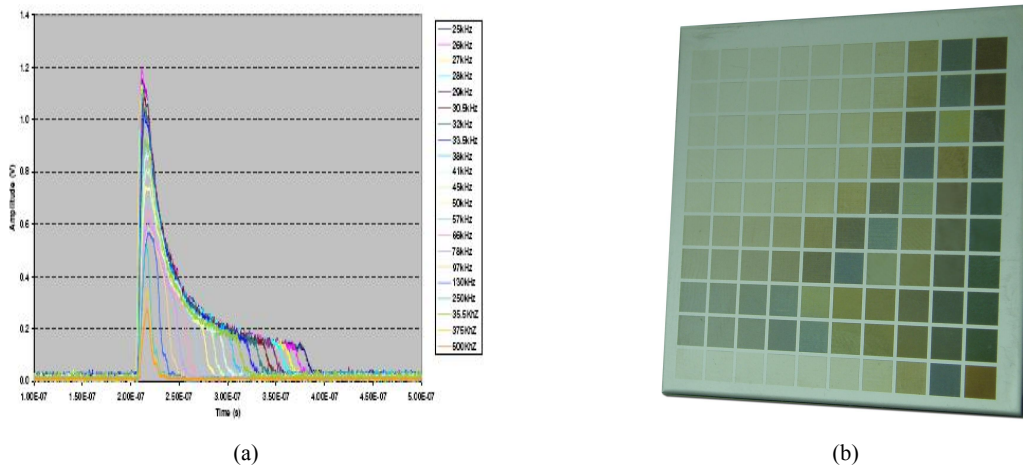 1.4
1.2
1.0
0.8
0.6
0.4
0.2
0.0
Amplitude (V)
1.00E-07 1.50E-07 2.00E-07 2.50E-07 3.00E-07 3.50E-07 4.00E-07 4.50E-07 5.00E-07
Time (s)
25kHz
26kHz
27kHz
28kHz
29kHz
30.5kHz
32kHz
33.5kHz
38kHz
41kHz
45kHz
50kHz
57kHz
66kHz
78kHz
97kHz
130kHz
250kHz
35.5KhZ
375KhZ
500KhZ
(a)
(b)